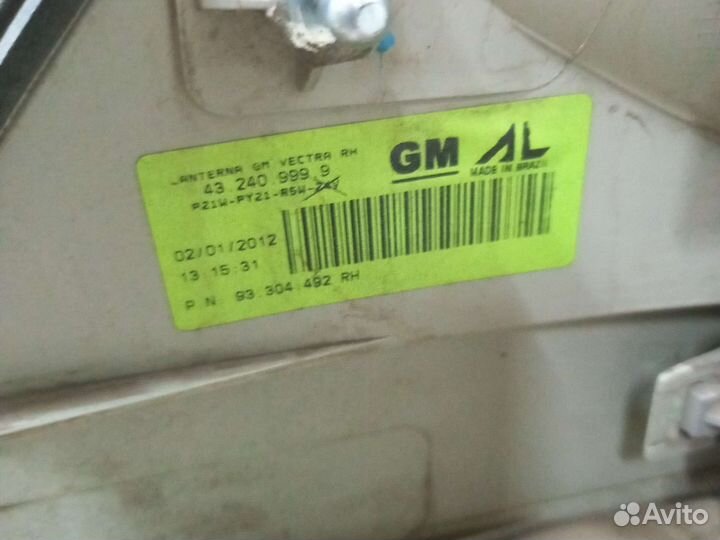 LANTERNA GM VECTRA RH
43.240.999 9
P21W-PY21-R5W-24V
GM AL
MADE IN BRAZIL
02/01/2012
13:15:31
P N 93.304.492 RH
Avito